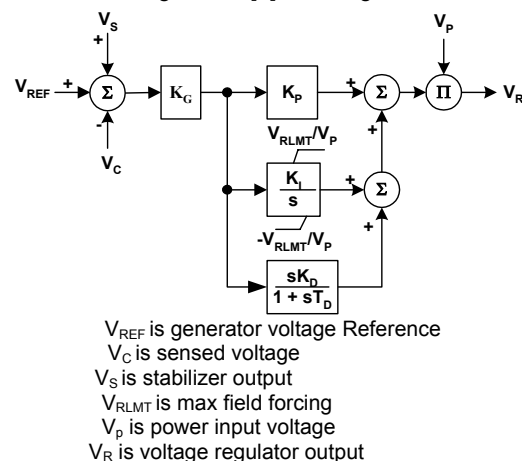 V_S
V_P
+
V_REF
+
Σ
K_G
K_P
+
Σ
Π
V_R
-
V_C
V_RLMT/V_P
+
K_I
s
+
+
Σ
-V_RLMT/V_P
+
sK_D
1 + sT_D
V_REF is generator voltage Reference
V_C is sensed voltage
V_S is stabilizer output
V_RLMT is max field forcing
V_p is power input voltage
V_R is voltage regulator output